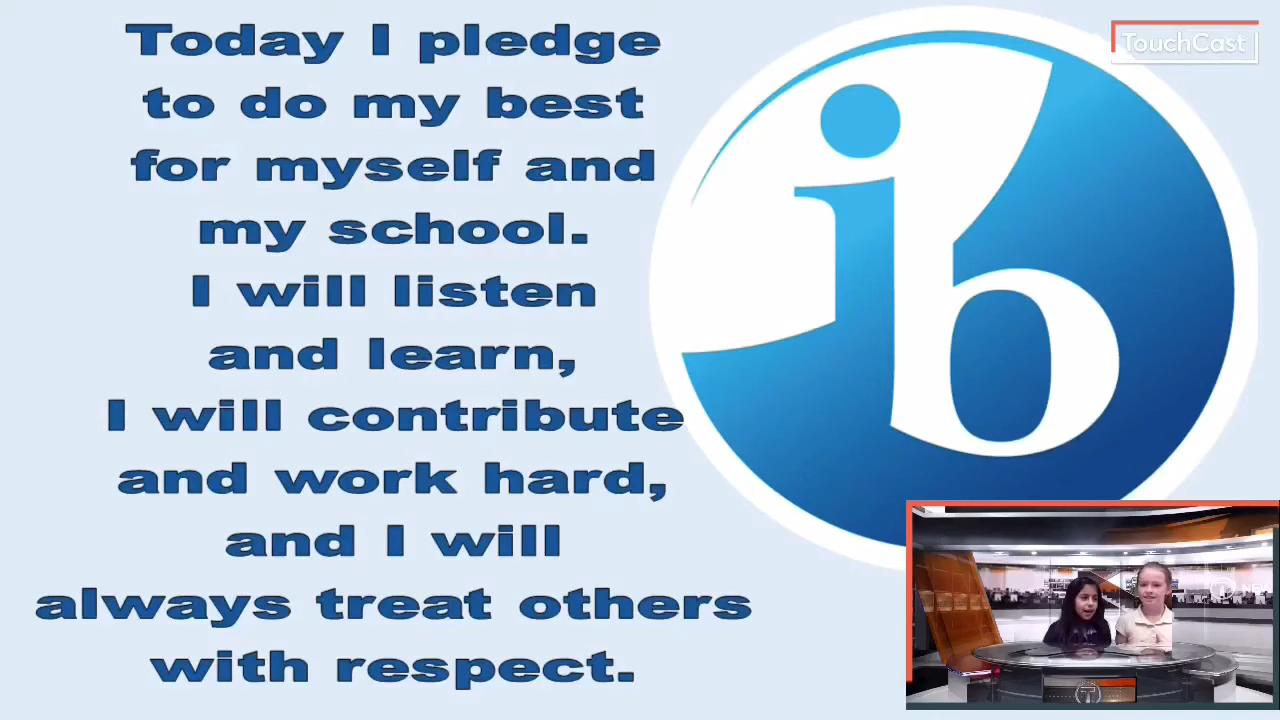 Today I pledge
to do my best
for myself and
my school.
I will listen
and learn,
I will contribute
and work hard,
and I will
always treat others
with respect.
ib
TouchCast